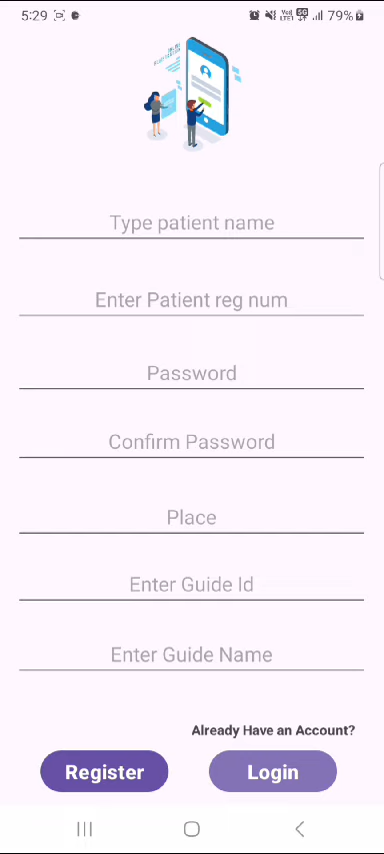 5:29 79%
Type patient name
Enter Patient reg num
Password
Confirm Password
Place
Enter Guide Id
Enter Guide Name
Already Have an Account?
Register Login